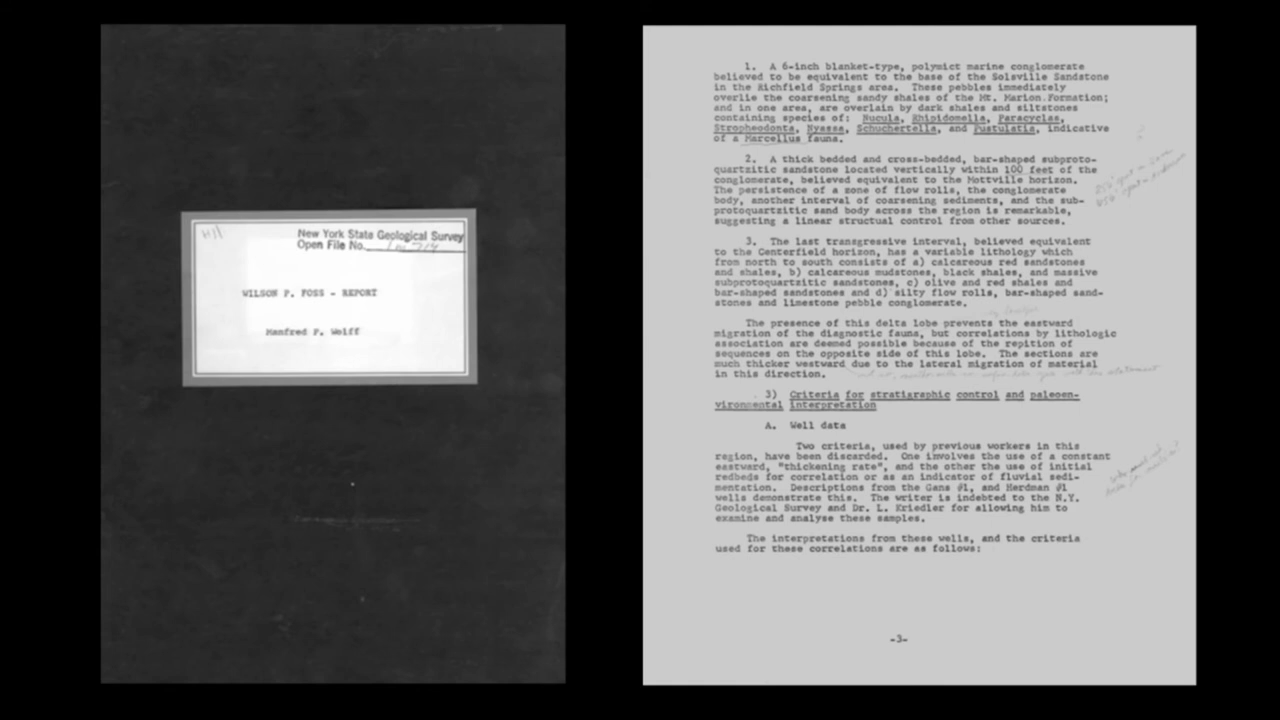 New York State Geological Survey
Open File No.
WILSON P. FOSS - REPORT
Manfred P. Wolff
1. A 6-inch blanket-type, polymict marine conglomerate
believed to be equivalent to the base of the Solsville Sandstone
in the Richfield Springs area. These pebbles immediately
overlie the coarsening sandy shales of the Mt. Marion Formation;
and in one area, are overlain by dark shales and siltstones
containing species of: Nucula, Rhipidomella, Paracyclas,
Stropheodonta, Nyassa, Schuchertella, and Pustulatia, indicative
of a Marcellus fauna.
2. A thick bedded and cross-bedded, bar-shaped subproto-
quartzitic sandstone located vertically within 100 feet of the
conglomerate, believed equivalent to the Mottville horizon.
The persistence of a zone of flow rolls, the conglomerate
body, another interval of coarsening sediments, and the sub-
protoquartzitic sand body across the region is remarkable,
suggesting a linear structual control from other sources.
3. The last transgressive interval, believed equivalent
to the Centerfield horizon, has a variable lithology which
from north to south consists of a) calcareous red sandstones
and shales, b) calcareous mudstones, black shales, and massive
subprotoquartzitic sandstones, c) olive and red shales and
bar-shaped sandstones and d) silty flow rolls, bar-shaped sand-
stones and limestone pebble conglomerate.
The presence of this delta lobe prevents the eastward
migration of the diagnostic fauna, but correlations by lithologic
association are deemed possible because of the repition of
sequences on the opposite side of this lobe. The sections are
much thicker westward due to the lateral migration of material
in this direction.
3) Criteria for stratigraphic control and paleoen-
vironmental interpretation
A. Well data
Two criteria, used by previous workers in this
region, have been discarded. One involves the use of a constant
eastward, "thickening rate", and the other the use of initial
redbeds for correlation or as an indicator of fluvial sedi-
mentation. Descriptions from the Gans #1, and Herdman #1
wells demonstrate this. The writer is indebted to the N.Y.
Geological Survey and Dr. L. Kriedler for allowing him to
examine and analyse these samples.
The interpretations from these wells, and the criteria
used for these correlations are as follows:
-3-